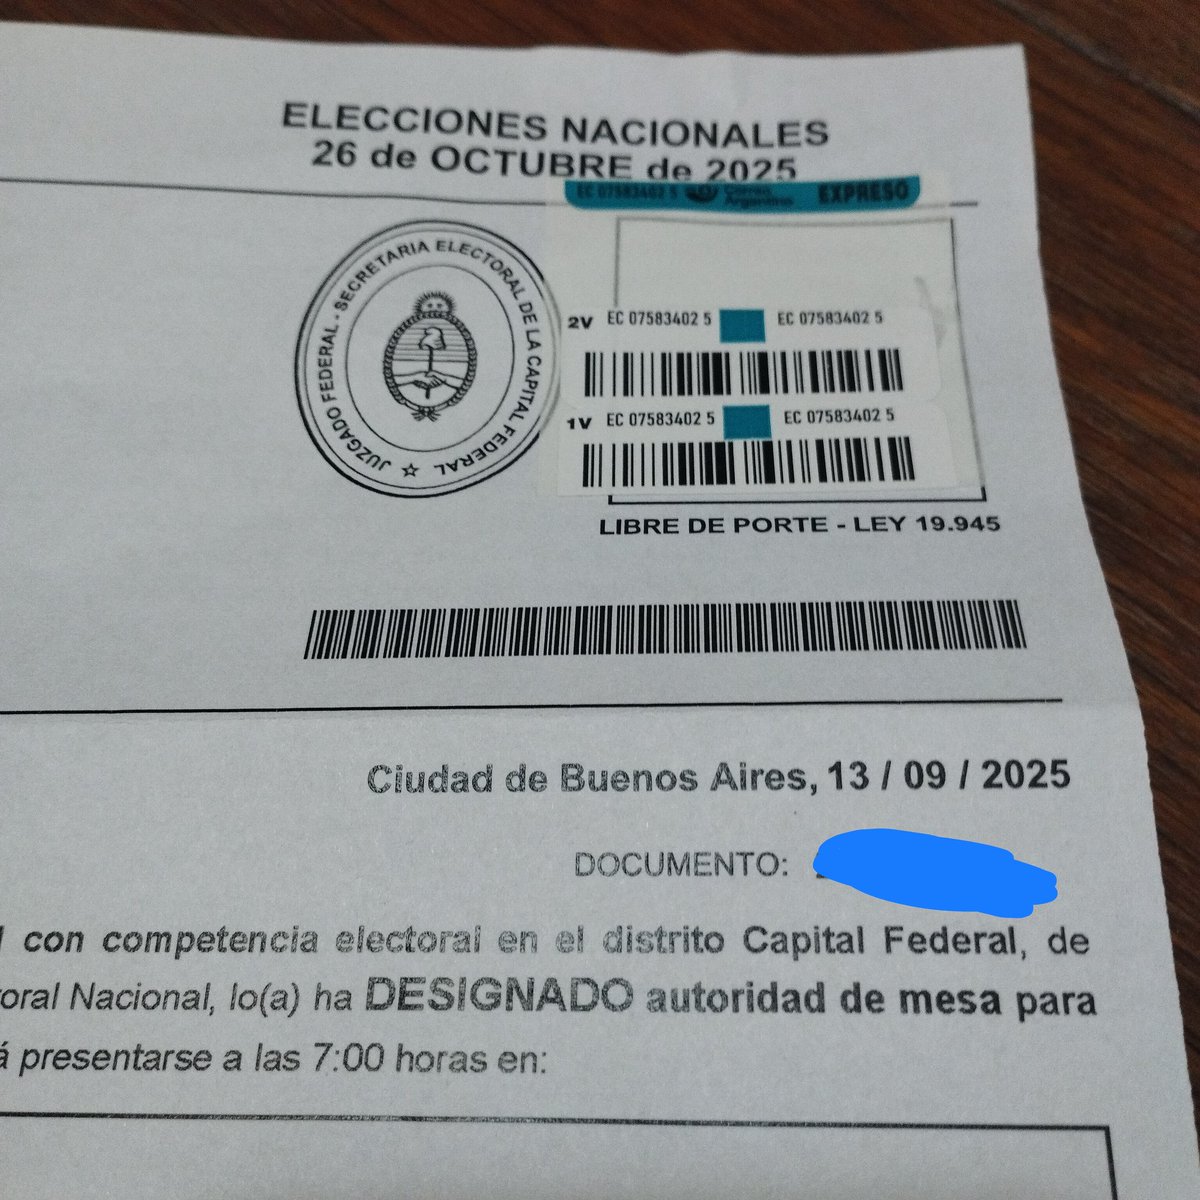 ELECCIONES NACIONALES
26 de OCTUBRE de 2025
EC 07583402 5 Correo Argentino EXPRESO
JUZGADO FEDERAL - SECRETARIA ELECTORAL DE LA CAPITAL FEDERAL
2V EC 07583402 5 EC 07583402 5
1V EC 07583402 5 EC 07583402 5
LIBRE DE PORTE - LEY 19.945
Ciudad de Buenos Aires, 13 / 09 / 2025
DOCUMENTO:
con competencia electoral en el distrito Capital Federal, de
toral Nacional, lo(a) ha DESIGNADO autoridad de mesa para
á presentarse a las 7:00 horas en: